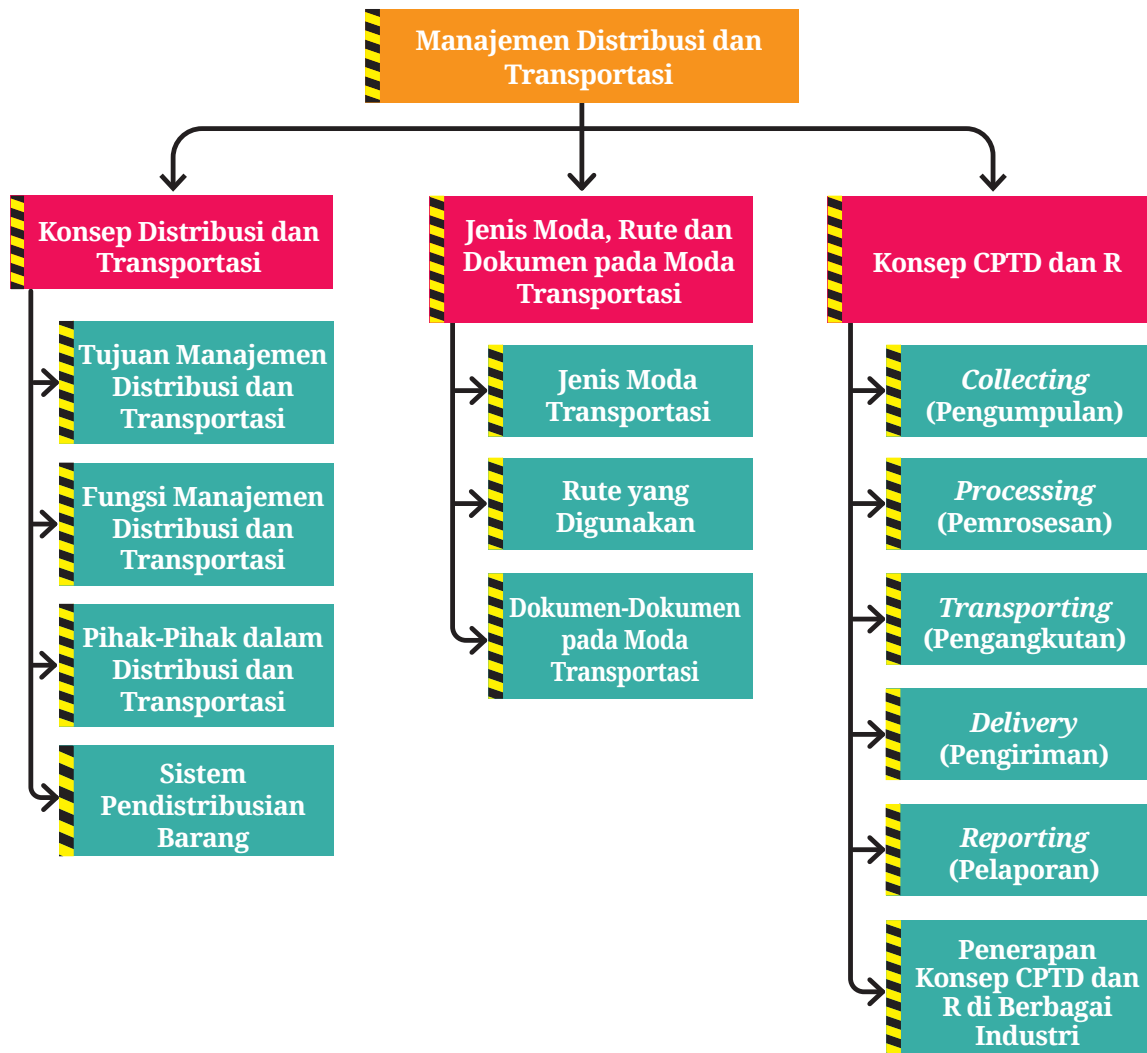 Manajemen Distribusi dan
Transportasi
Konsep Distribusi dan
Transportasi
Tujuan Manajemen
Distribusi dan
Transportasi
Fungsi Manajemen
Distribusi dan
Transportasi
Pihak-Pihak dalam
Distribusi dan
Transportasi
Sistem
Pendistribusian
Barang
Jenis Moda, Rute dan
Dokumen pada Moda
Transportasi
Jenis Moda
Transportasi
Rute yang
Digunakan
Dokumen-Dokumen
pada Moda
Transportasi
Konsep CPTD dan R
Collecting
(Pengumpulan)
Processing
(Pemrosesan)
Transporting
(Pengangkutan)
Delivery
(Pengiriman)
Reporting
(Pelaporan)
Penerapan
Konsep CPTD dan
R di Berbagai
Industri